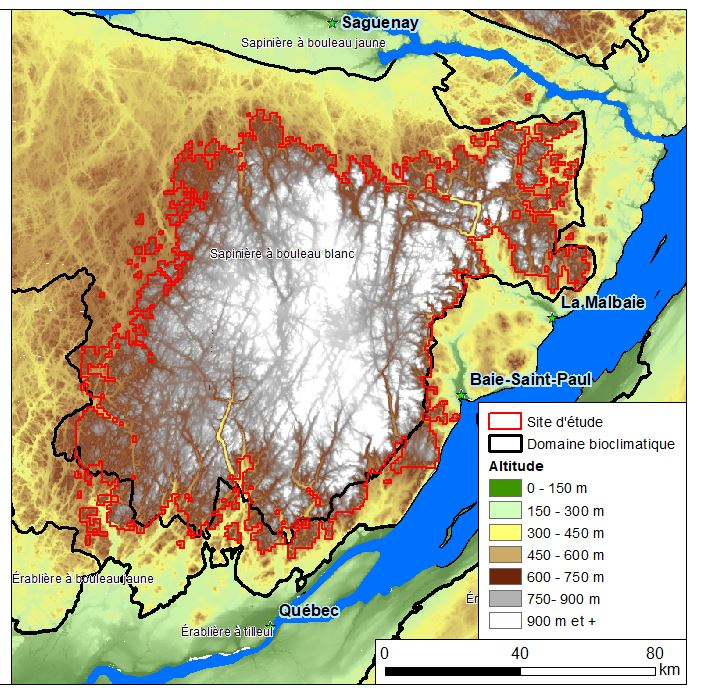 Saguenay
Sapinière à bouleau jaune
Sapinière à bouleau blanc
La Malbaie
Baie-Saint-Paul
Site d'étude
Domaine bioclimatique
Altitude
0 - 150 m
150 - 300 m
300 - 450 m
450 - 600 m
600 - 750 m
750- 900 m
900 m et +
Érablière à bouleau jaune
Ér
Québec
Érablière à tilleul
0 40 80
km